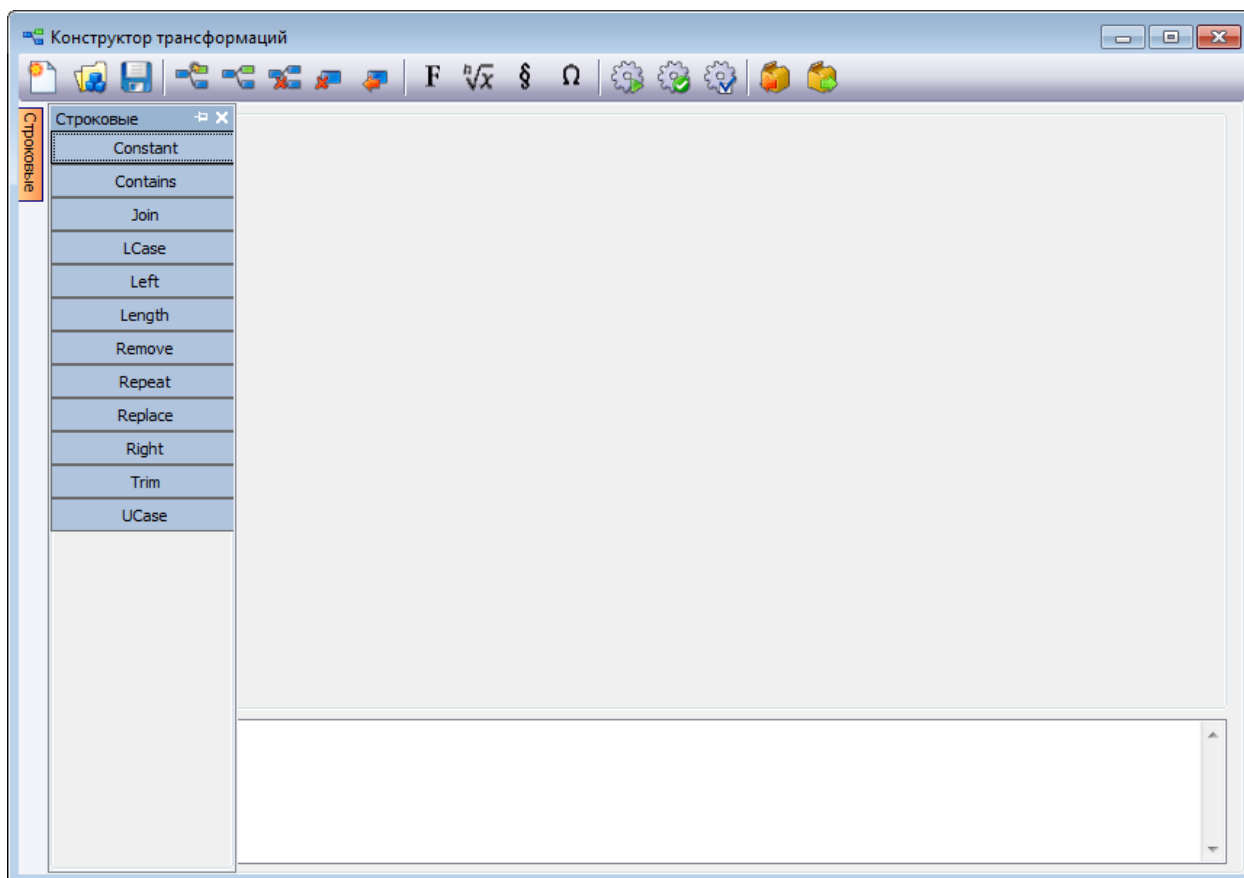 Конструктор трансформаций
F ∜x § Ω
Строковые
Строковые
Constant
Contains
Join
LCase
Left
Length
Remove
Repeat
Replace
Right
Trim
UCase